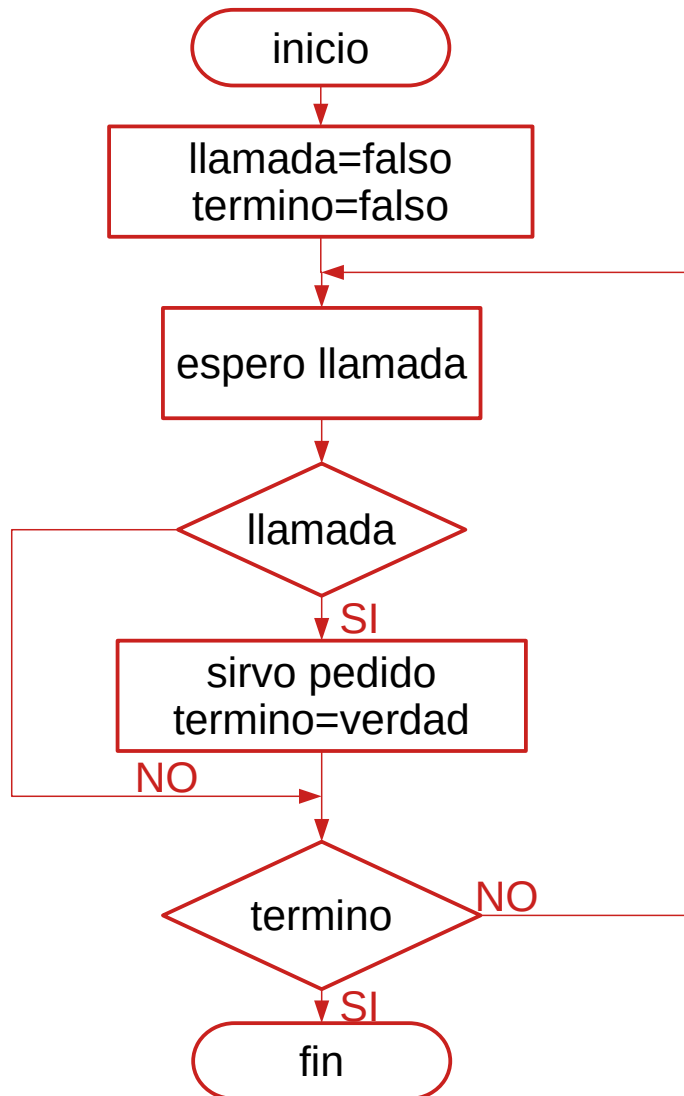 inicio
llamada=falso
termino=falso
espero llamada
llamada
SI
sirvo pedido
termino=verdad
NO
termino
NO
SI
fin